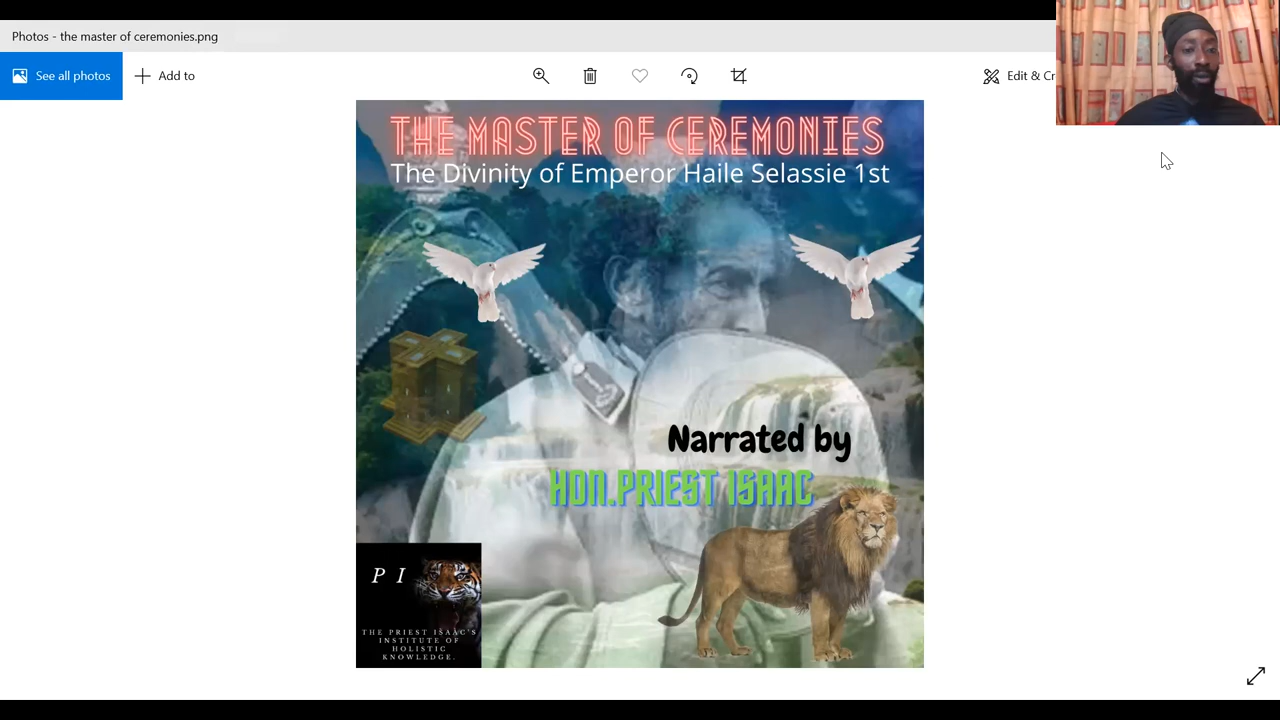 Photos - the master of ceremonies.png
See all photos
Add to
Edit & Cr
THE MASTER OF CEREMONIES
The Divinity of Emperor Haile Selassie 1st
Narrated by
HON.PRIEST ISAAC
P I
THE PRIEST ISAAC'S
INSTITUTE OF
HOLISTIC
KNOWLEDGE.